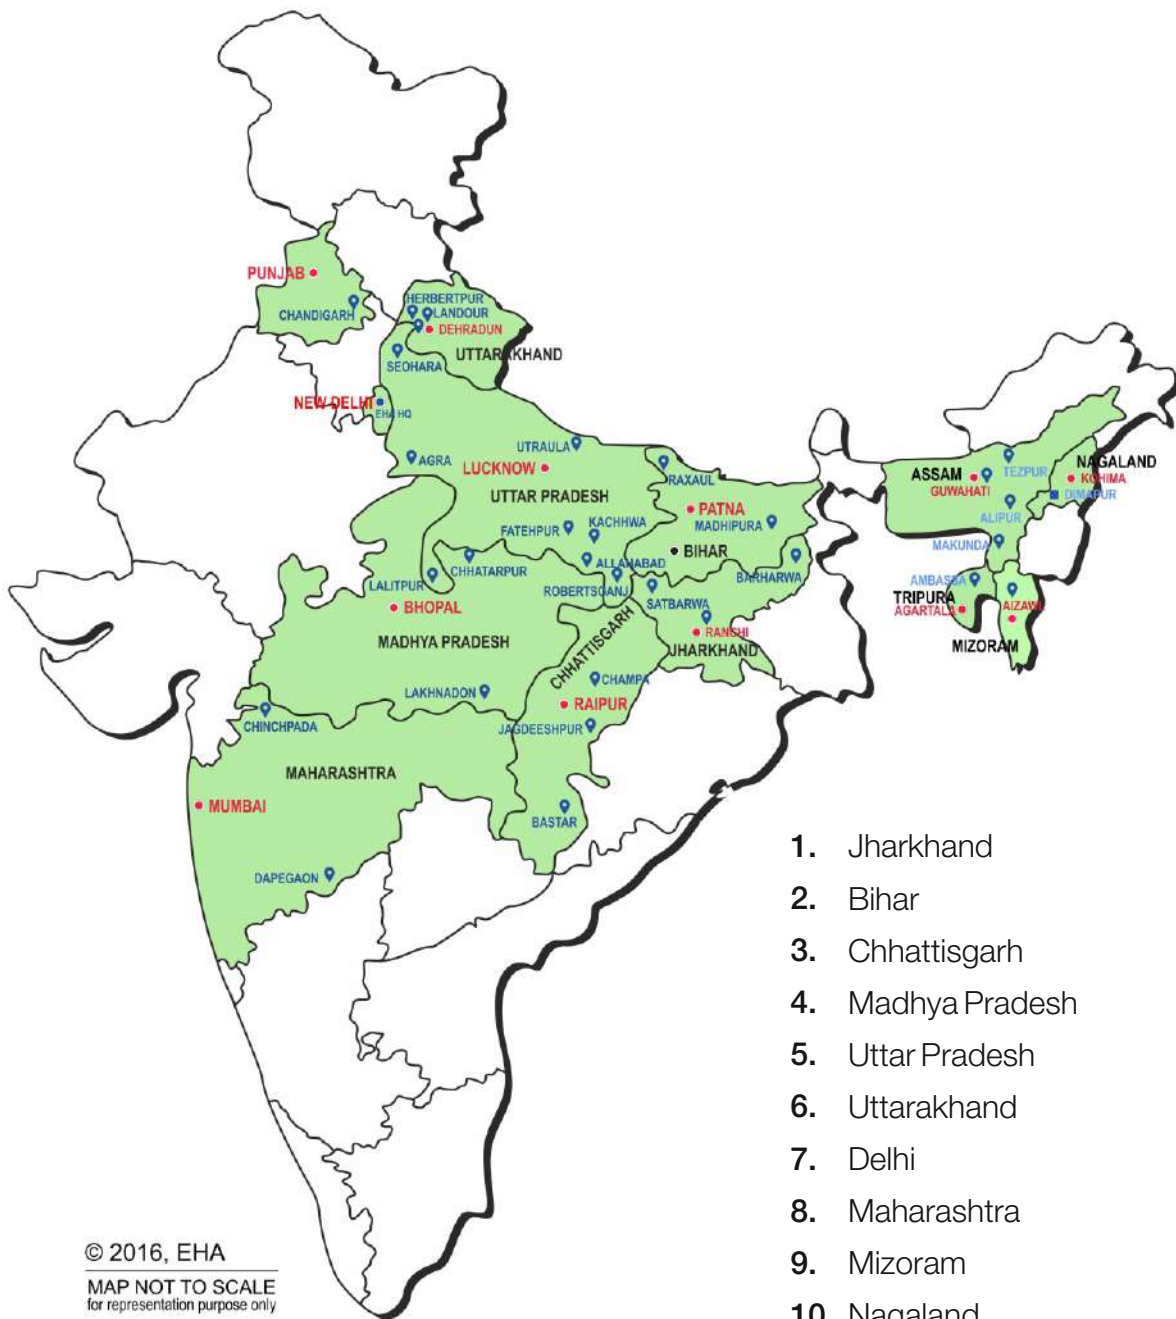 PUNJAB
CHANDIGARH
HERBERTPUR
LANDOUR
DEHRADUN
UTTARAKHAND
SEOHARA
NEW DELHI
EHA HQ
AGRA
UTRAULA
LUCKNOW
UTTAR PRADESH
RAXAUL
PATNA
MADHIPURA
FATEHPUR
KACHHWA
BIHAR
ALLAHABAD
BARHARWA
CHHATARPUR
LALITPUR
ROBERTSGANJ
SATBARWA
BHOPAL
RANCHI
JHARKHAND
MADHYA PRADESH
CHHATTISGARH
CHAMPA
LAKHNADON
RAIPUR
JAGDEESHPUR
CHINCHPADA
MAHARASHTRA
MUMBAI
BASTAR
DAPEGAON
ASSAM
GUWAHATI
TEZPUR
NAGALAND
KOHIMA
DIMAPUR
ALIPUR
MAKUNDA
AMBASSA
TRIPURA
AGARTALA
AIZAWL
MIZORAM
1. Jharkhand
2. Bihar
3. Chhattisgarh
4. Madhya Pradesh
5. Uttar Pradesh
6. Uttarakhand
7. Delhi
8. Maharashtra
9. Mizoram
10. Nagaland
© 2016, EHA
MAP NOT TO SCALE
for representation purpose only